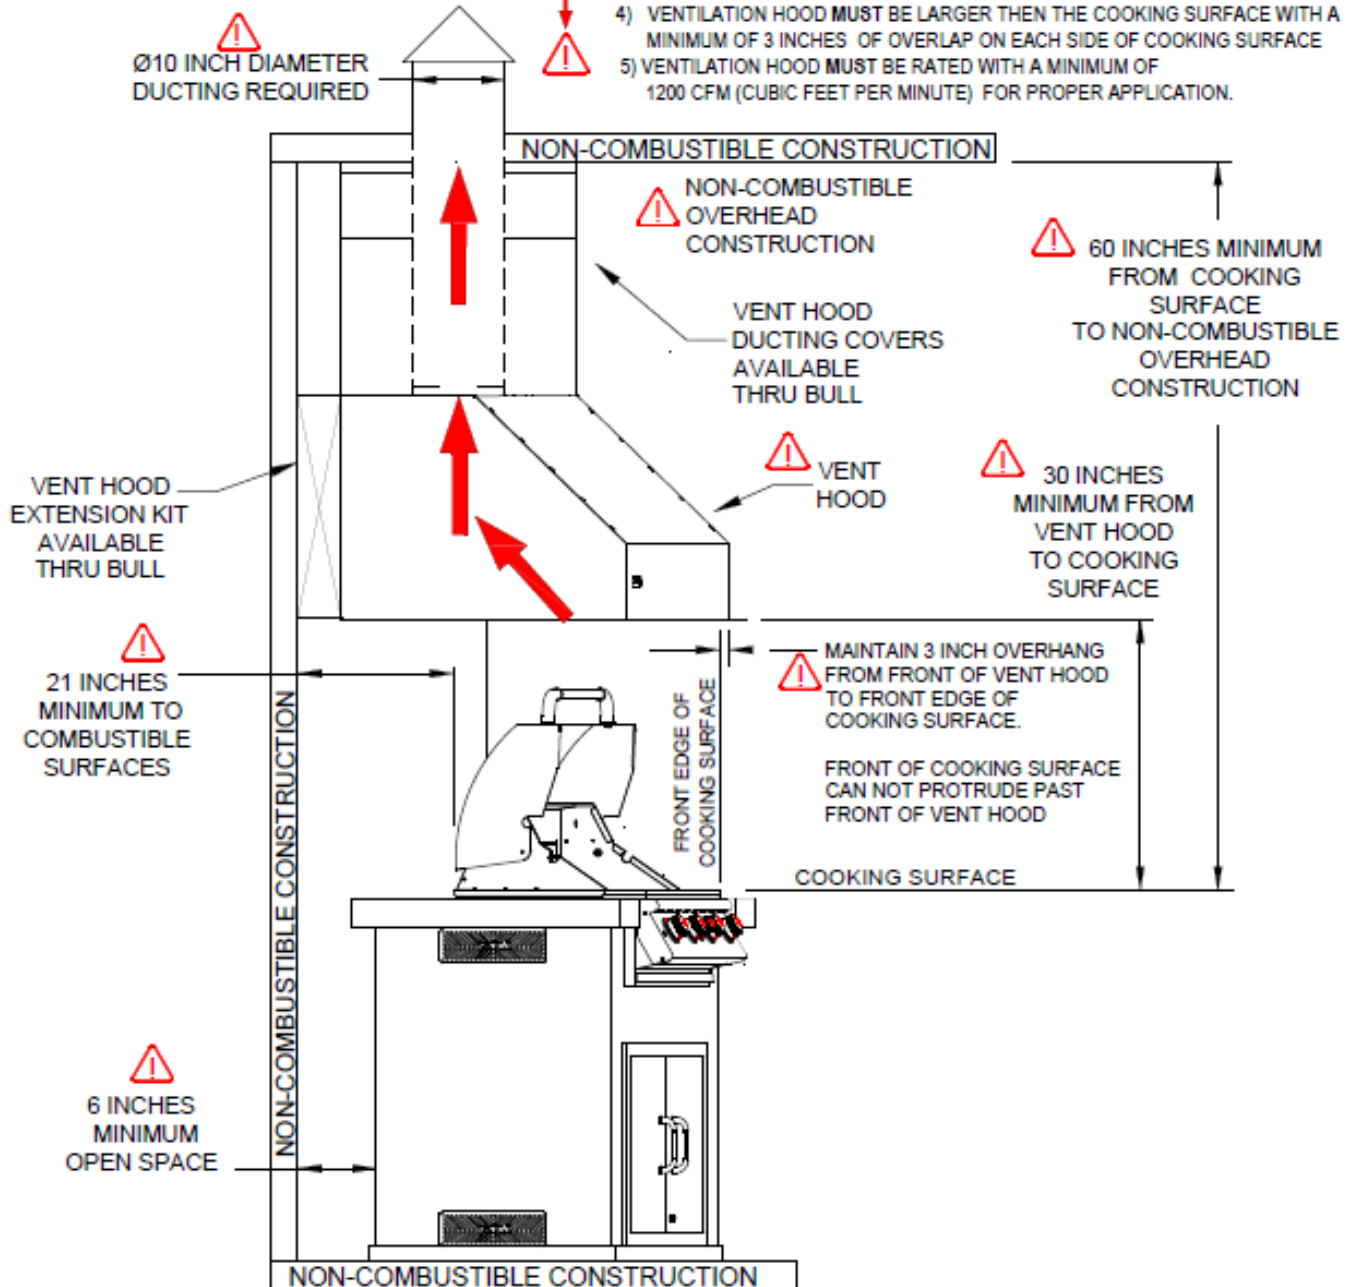 4) VENTILATION HOOD MUST BE LARGER THEN THE COOKING SURFACE WITH A
MINIMUM OF 3 INCHES OF OVERLAP ON EACH SIDE OF COOKING SURFACE
5) VENTILATION HOOD MUST BE RATED WITH A MINIMUM OF
1200 CFM (CUBIC FEET PER MINUTE) FOR PROPER APPLICATION.
Ø10 INCH DIAMETER
DUCTING REQUIRED
NON-COMBUSTIBLE CONSTRUCTION
NON-COMBUSTIBLE
OVERHEAD
CONSTRUCTION
60 INCHES MINIMUM
FROM COOKING
SURFACE
TO NON-COMBUSTIBLE
OVERHEAD
CONSTRUCTION
VENT HOOD
DUCTING COVERS
AVAILABLE
THRU BULL
VENT
HOOD
30 INCHES
MINIMUM FROM
VENT HOOD
TO COOKING
SURFACE
VENT HOOD
EXTENSION KIT
AVAILABLE
THRU BULL
21 INCHES
MINIMUM TO
COMBUSTIBLE
SURFACES
MAINTAIN 3 INCH OVERHANG
FROM FRONT OF VENT HOOD
TO FRONT EDGE OF
COOKING SURFACE.
FRONT OF COOKING SURFACE
CAN NOT PROTRUDE PAST
FRONT OF VENT HOOD
FRONT EDGE OF
COOKING SURFACE
COOKING SURFACE
NON-COMBUSTIBLE CONSTRUCTION
6 INCHES
MINIMUM
OPEN SPACE
NON-COMBUSTIBLE CONSTRUCTION